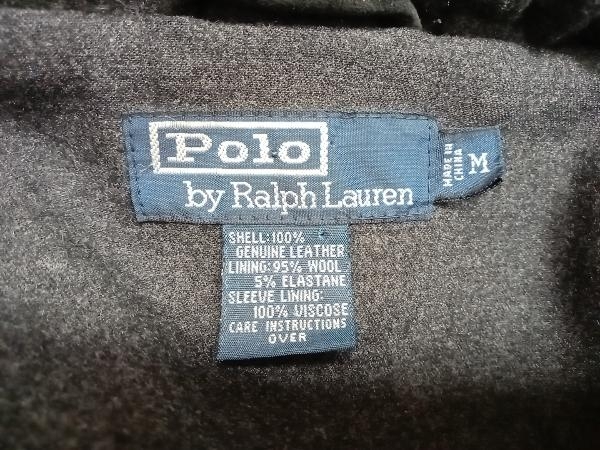 Polo
by Ralph Lauren
MADE IN
CHINA
M
SHELL:100%
GENUINE LEATHER
LINING:95% WOOL
5% ELASTANE
SLEEVE LINING:
100% VISCOSE
CARE INSTRUCTIONS
OVER